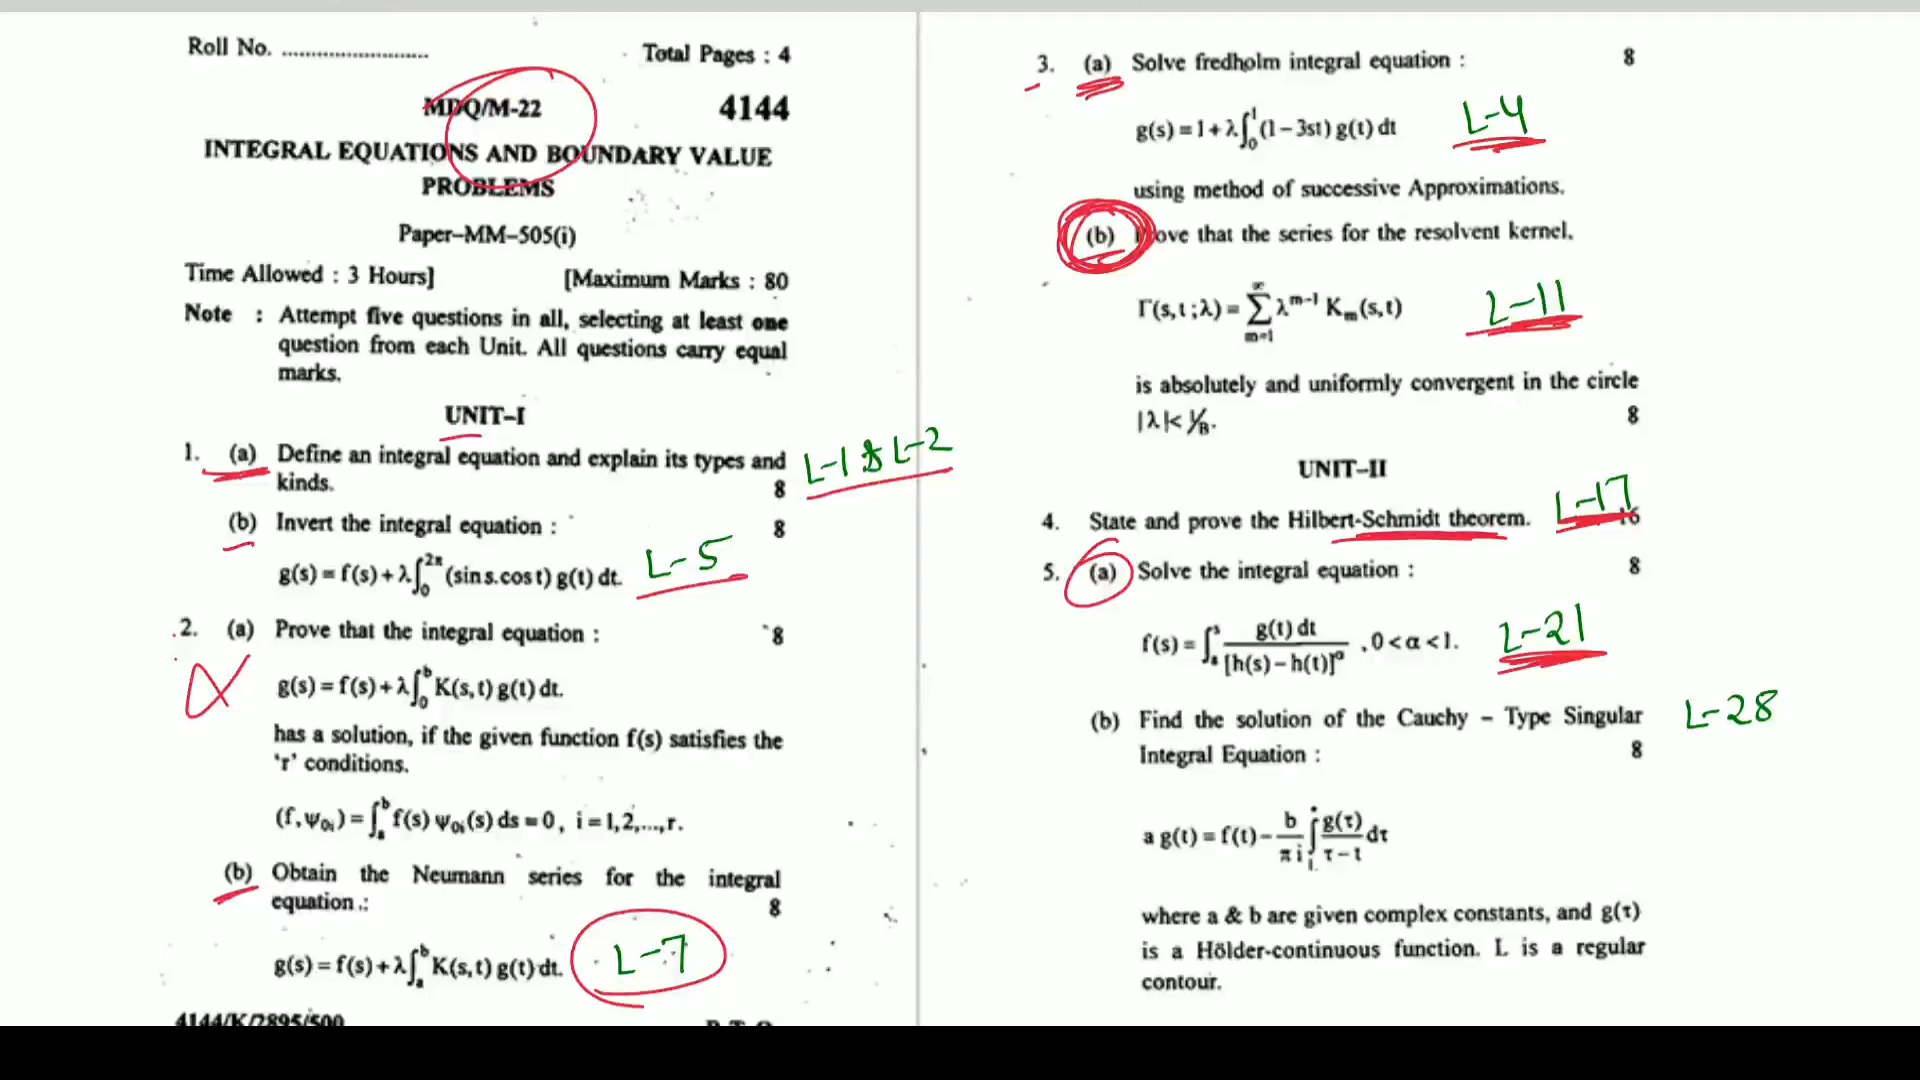 Roll No. ..........................
Total Pages : 4
MDQ/M-22
4144
INTEGRAL EQUATIONS AND BOUNDARY VALUE
PROBLEMS
Paper–MM–505(i)
Time Allowed : 3 Hours]
[Maximum Marks : 80
Note : Attempt five questions in all, selecting at least one
question from each Unit. All questions carry equal
marks.
UNIT–I
1. (a) Define an integral equation and explain its types and
kinds. 8
L-1 & L-2
(b) Invert the integral equation : 8
g(s) = f(s) + λ∫₀^{2π} (sin s.cos t) g(t) dt.
L-5
2. (a) Prove that the integral equation : 8
g(s) = f(s) + λ∫₀^b K(s, t) g(t) dt.
has a solution, if the given function f(s) satisfies the
'r' conditions.
(f, ψ₀ᵢ) = ∫ₐ^b f(s) ψ₀ᵢ(s) ds = 0, i = 1, 2,..., r.
(b) Obtain the Neumann series for the integral
equation .: 8
g(s) = f(s) + λ∫ₐ^b K(s, t) g(t) dt.
L-7
4144/K/2895/500
P. T. O.
3. (a) Solve fredholm integral equation : 8
g(s) = 1 + λ∫₀^1 (1 – 3st) g(t) dt
L-4
using method of successive Approximations.
(b) ove that the series for the resolvent kernel.
Γ(s, t ; λ) = ∑_{m=1}^∞ λ^{m–1} K_m (s, t)
L-11
is absolutely and uniformly convergent in the circle
|λ| < 1/B. 8
UNIT–II
4. State and prove the Hilbert-Schmidt theorem. 16
L-17
5. (a) Solve the integral equation : 8
f(s) = ∫ₐ^s g(t) dt / [h(s) – h(t)]^α , 0 < α < 1.
L-21
(b) Find the solution of the Cauchy – Type Singular
Integral Equation : 8
L-28
a g(t) = f(t) – b/πi ∫ g(τ)/τ – t dτ
where a & b are given complex constants, and g(τ)
is a Hölder-continuous function. L is a regular
contour.